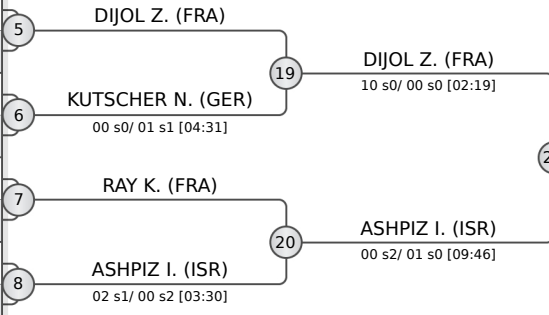 DIJOL Z. (FRA)
5
19
DIJOL Z. (FRA)
10 s0/ 00 s0 [02:19]
KUTSCHER N. (GER)
6
00 s0/ 01 s1 [04:31]
RAY K. (FRA)
7
20
ASHPIZ I. (ISR)
00 s2/ 01 s0 [09:46]
ASHPIZ I. (ISR)
8
02 s1/ 00 s2 [03:30]